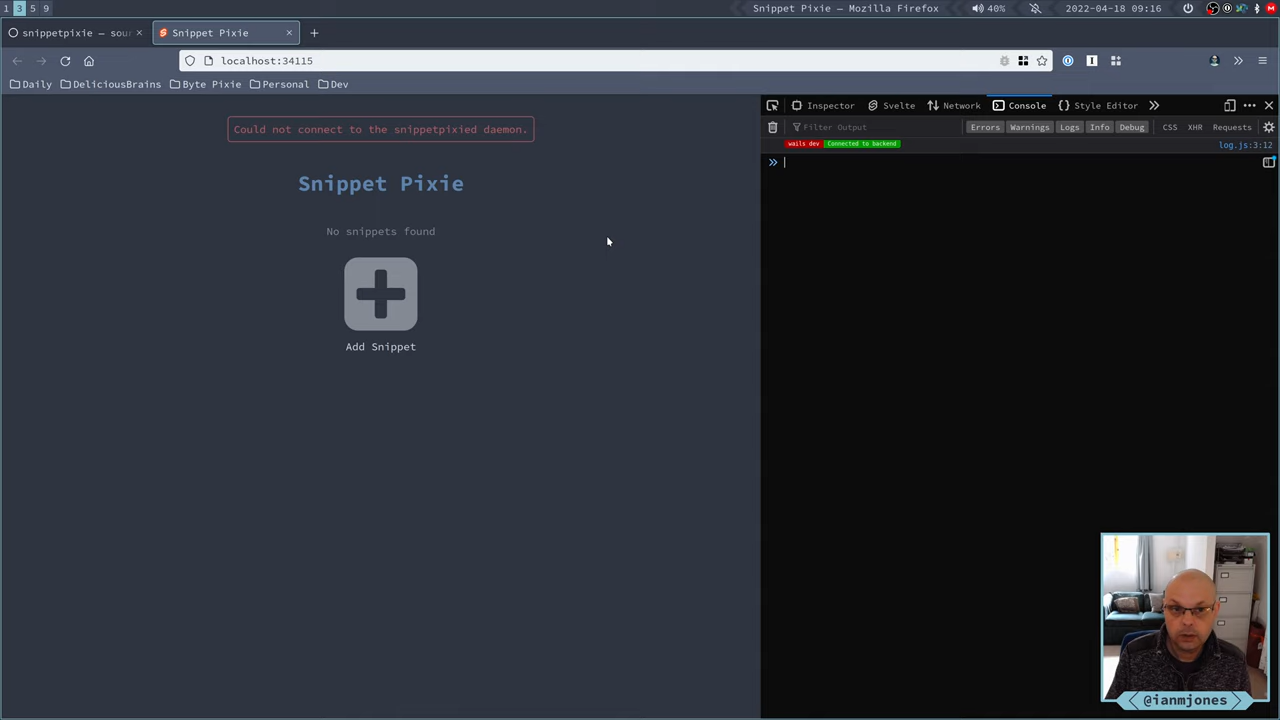 1 3 5 9
Snippet Pixie — Mozilla Firefox
40%
2022-04-18 09:16
snippetpixie — sour
Snippet Pixie
localhost:34115
Daily
DeliciousBrains
Byte Pixie
Personal
Dev
Inspector
Svelte
Network
Console
Style Editor
Filter Output
Errors
Warnings
Logs
Info
Debug
CSS
XHR
Requests
wails dev
Connected to backend
log.js:3:12
Could not connect to the snippetpixied daemon.
Snippet Pixie
No snippets found
Add Snippet
@ianmjones